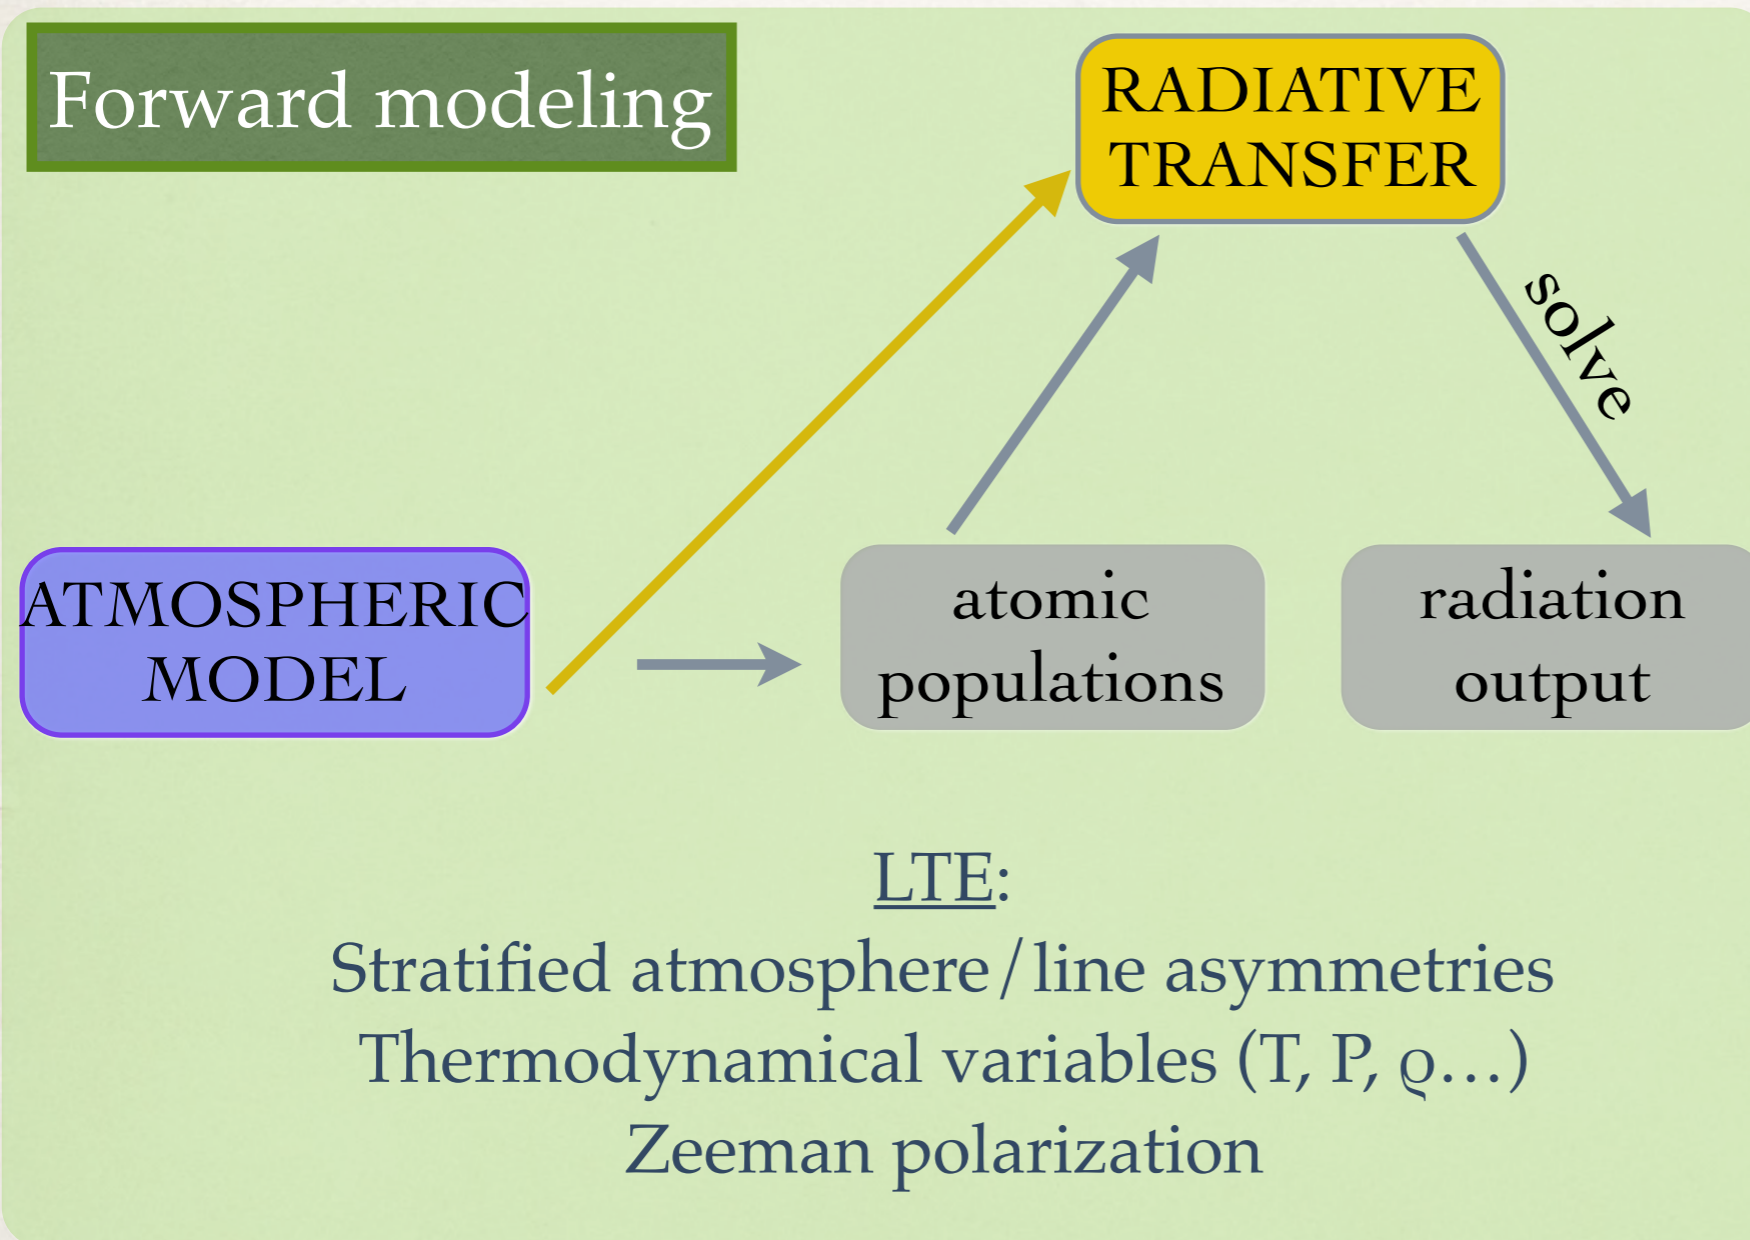 Forward modeling
RADIATIVE
TRANSFER
solve
ATMOSPHERIC
MODEL
atomic
populations
radiation
output
LTE:
Stratified atmosphere/line asymmetries
Thermodynamical variables (T, P, ϱ…)
Zeeman polarization